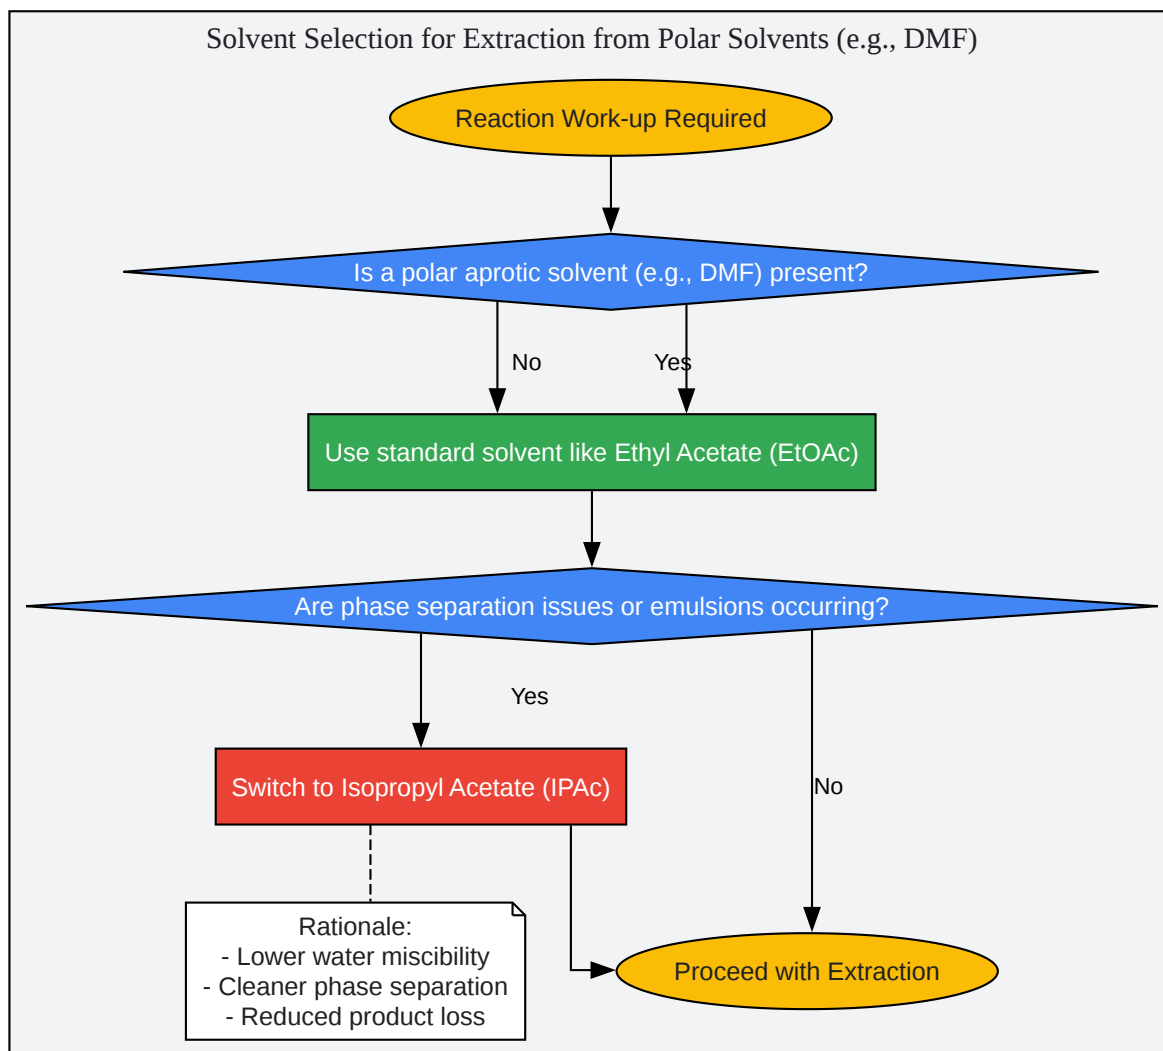 Solvent Selection for Extraction from Polar Solvents (e.g., DMF)
Reaction Work-up Required
Is a polar aprotic solvent (e.g., DMF) present?
No
Yes
Use standard solvent like Ethyl Acetate (EtOAc)
Are phase separation issues or emulsions occurring?
Yes
Switch to Isopropyl Acetate (IPAc)
No
Rationale:
- Lower water miscibility
- Cleaner phase separation
- Reduced product loss
Proceed with Extraction